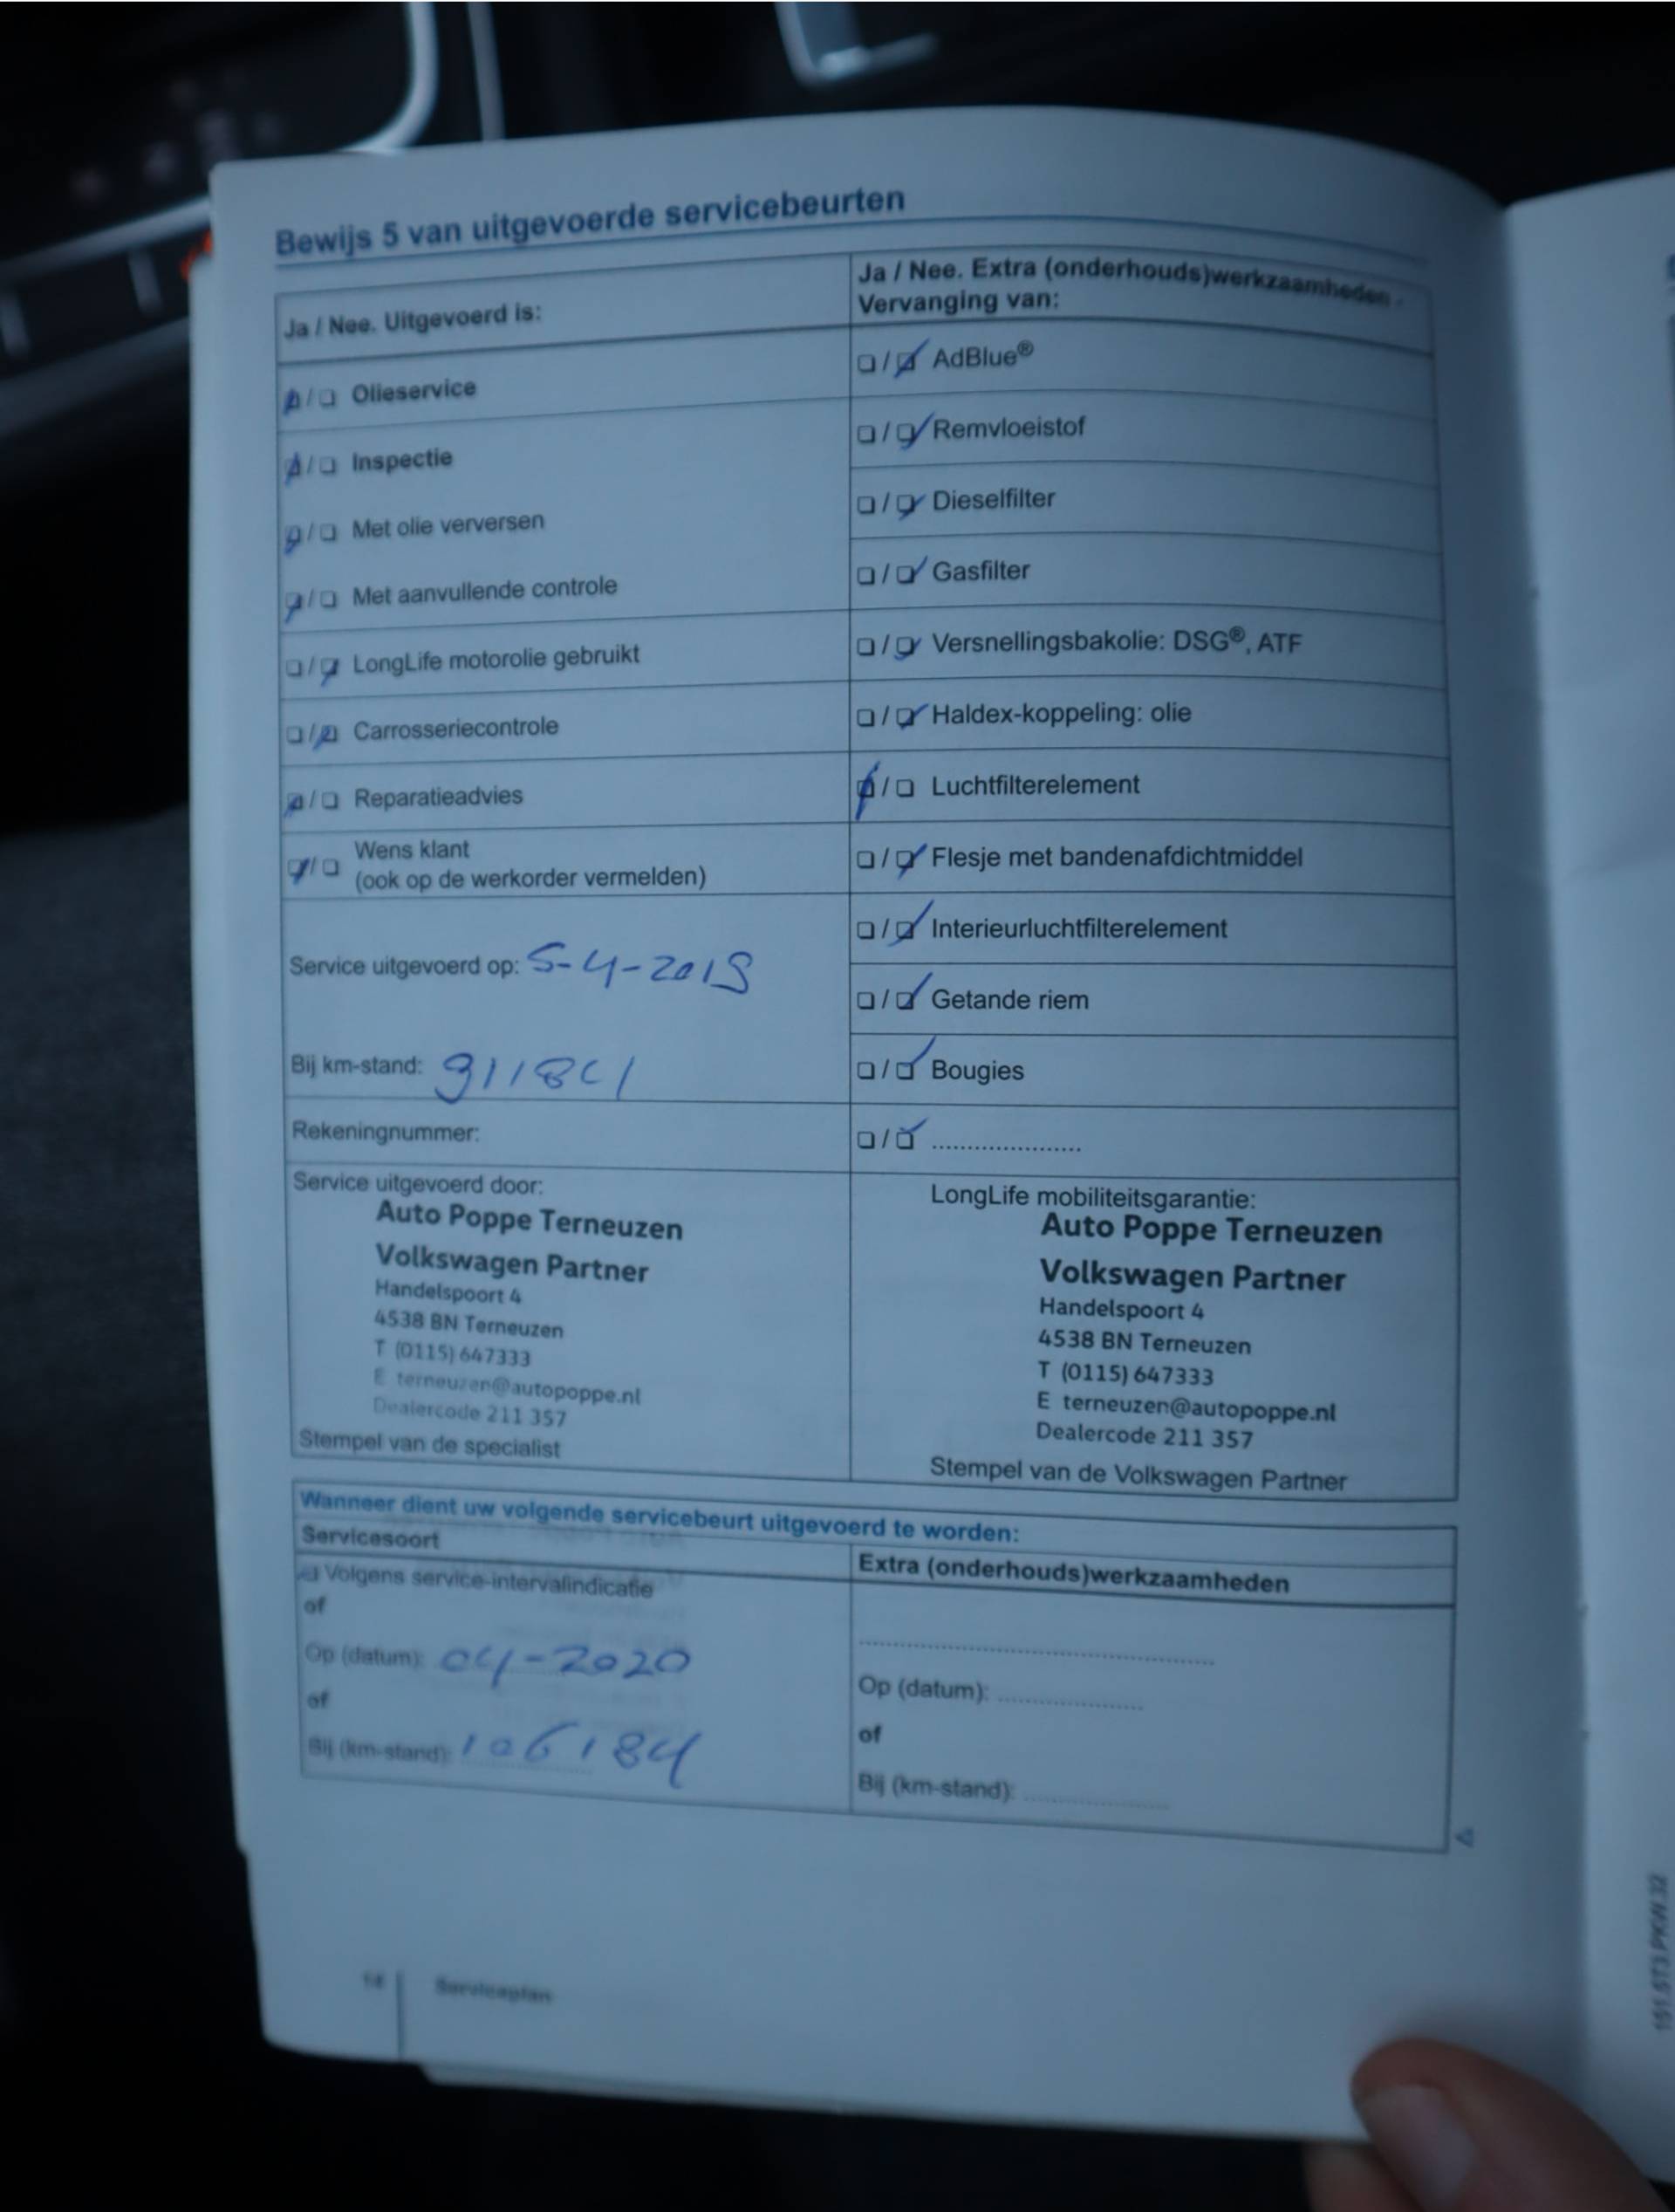 Bewijs 5 van uitgevoerde servicebeurten
Ja / Nee. Uitgevoerd is:
❏ / ❏ Olieservice
❏ / ❏ Inspectie
❏ / ❏ Met olie verversen
❏ / ❏ Met aanvullende controle
❏ / ❏ LongLife motorolie gebruikt
❏ / ❏ Carrosseriecontrole
❏ / ❏ Reparatieadvies
❏ / ❏ Wens klant
(ook op de werkorder vermelden)
Service uitgevoerd op: 5-4-2019
Bij km-stand: 91184
Rekeningnummer:
Service uitgevoerd door:
Auto Poppe Terneuzen
Volkswagen Partner
Handelspoort 4
4538 BN Terneuzen
T (0115) 647333
E terneuzen@autopoppe.nl
Dealercode 211 357
Stempel van de specialist
Ja / Nee. Extra (onderhouds)werkzaamheden -
Vervanging van:
❏ / ❏ AdBlue®
❏ / ❏ Remvloeistof
❏ / ❏ Dieselfilter
❏ / ❏ Gasfilter
❏ / ❏ Versnellingsbakolie: DSG®, ATF
❏ / ❏ Haldex-koppeling: olie
❏ / ❏ Luchtfilterelement
❏ / ❏ Flesje met bandenafdichtmiddel
❏ / ❏ Interieurluchtfilterelement
❏ / ❏ Getande riem
❏ / ❏ Bougies
❏ / ❏ .....................
LongLife mobiliteitsgarantie:
Auto Poppe Terneuzen
Volkswagen Partner
Handelspoort 4
4538 BN Terneuzen
T (0115) 647333
E terneuzen@autopoppe.nl
Dealercode 211 357
Stempel van de Volkswagen Partner
Wanneer dient uw volgende servicebeurt uitgevoerd te worden:
Servicesoort
❏ Volgens service-intervalindicatie
of
Op (datum): 04-2020
of
Bij (km-stand): 106184
Extra (onderhouds)werkzaamheden
Op (datum): ....................
of
Bij (km-stand): ....................
14 Serviceplan
151.5T3.PKW.32